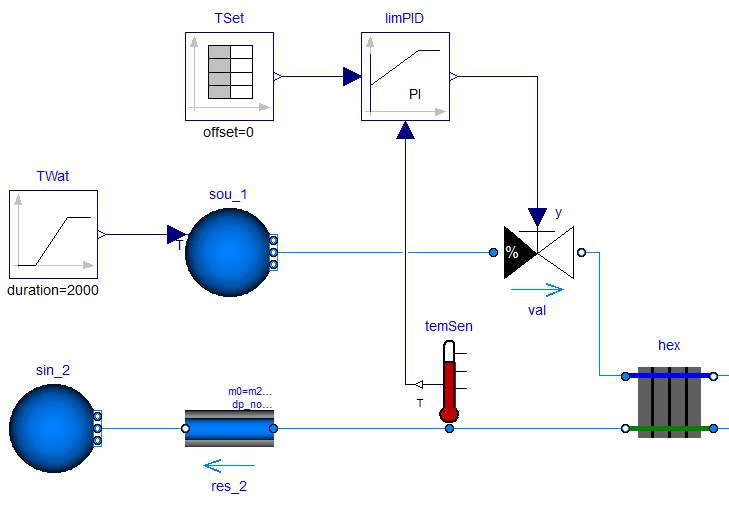 TSet
limPID
PI
offset=0
TWat
sou_1
T
duration=2000
y
%
val
temSen
hex
T
sin_2
m0=m2...
dp_no...
res_2